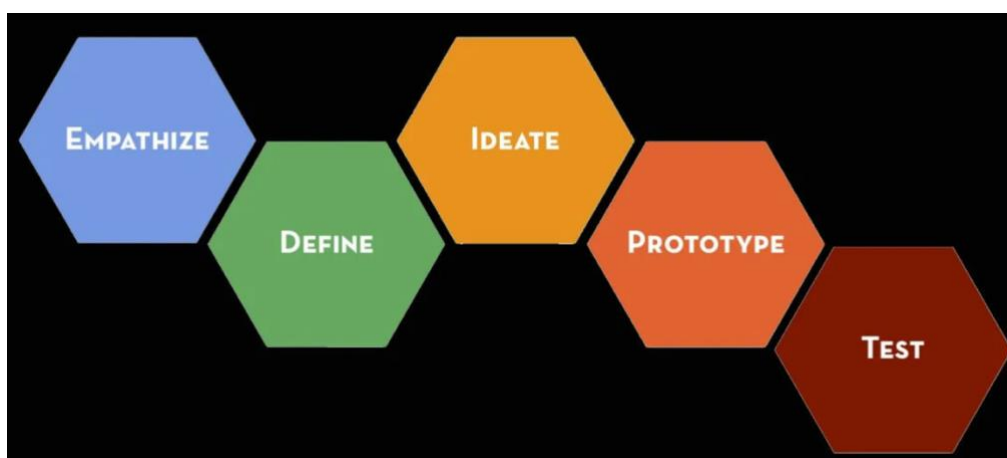 EMPATHIZE
DEFINE
IDEATE
PROTOTYPE
TEST